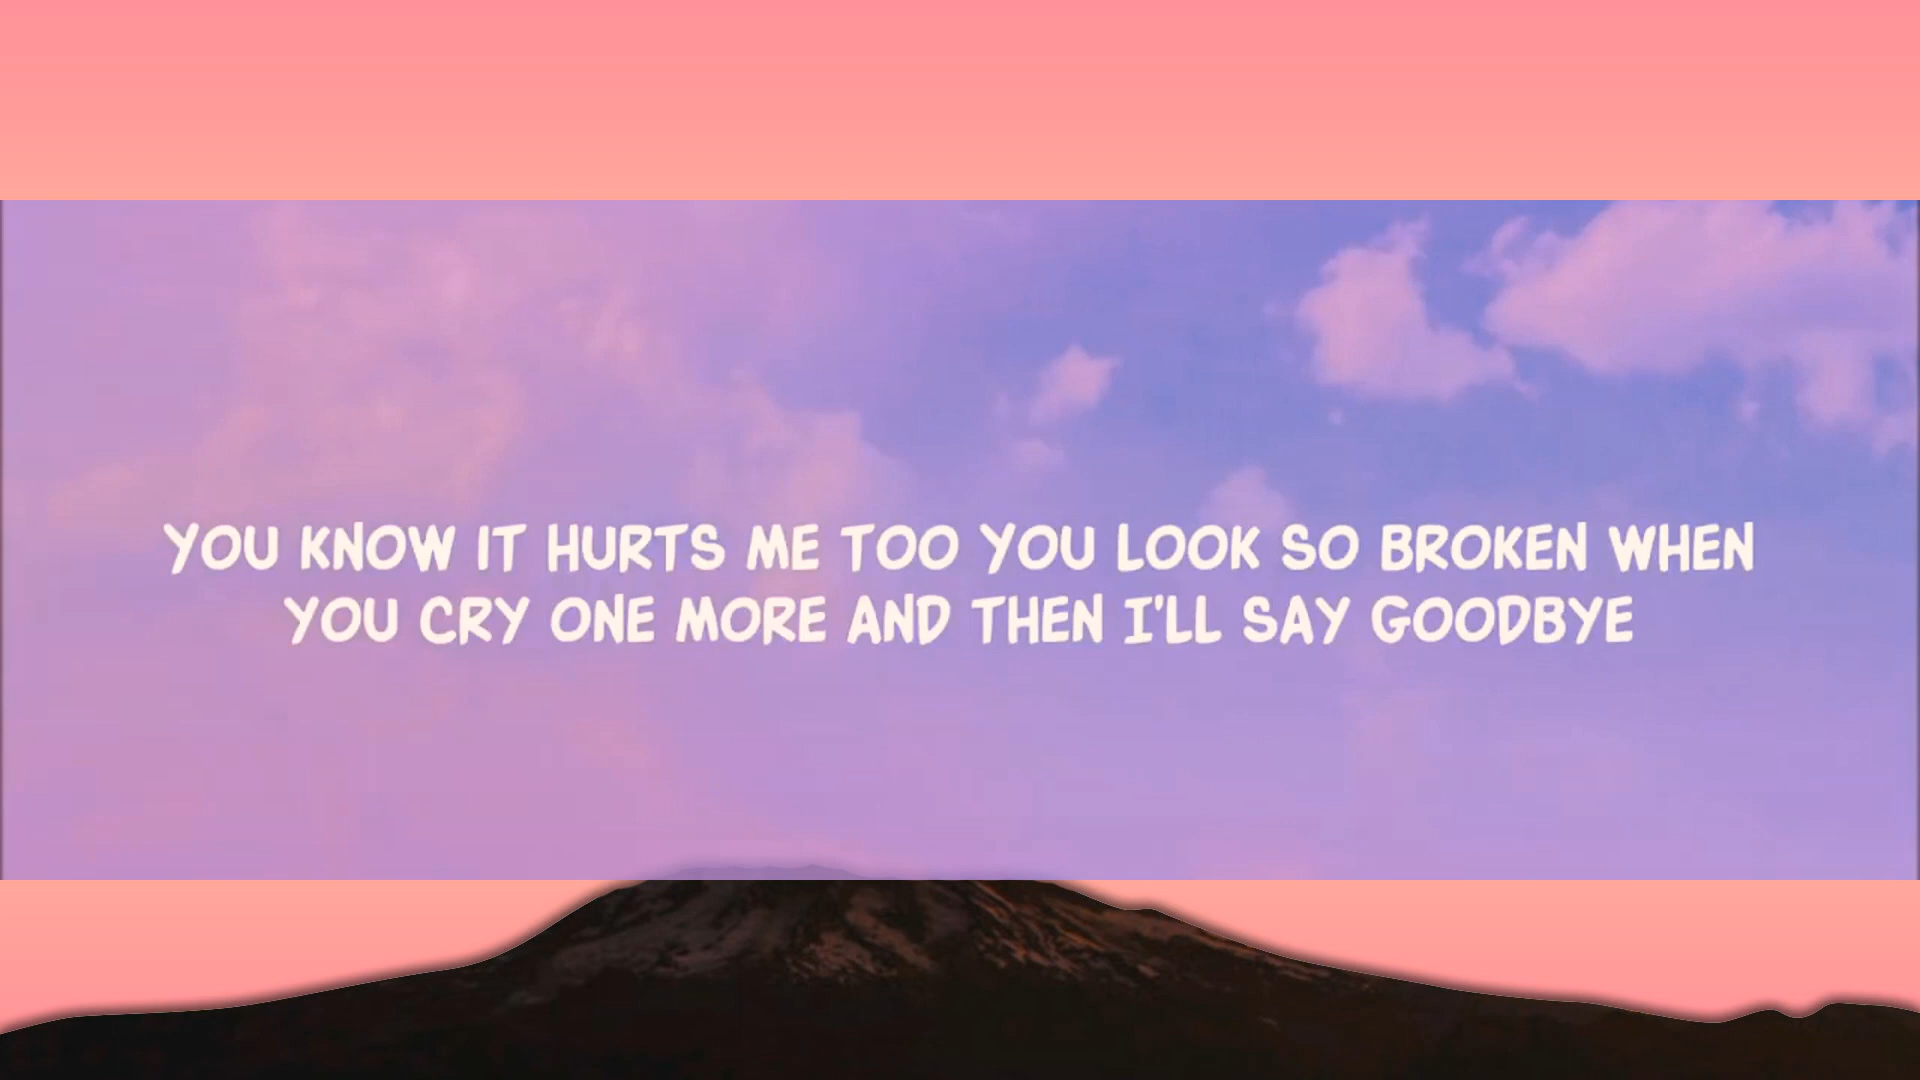 YOU KNOW IT HURTS ME TOO YOU LOOK SO BROKEN WHEN
YOU CRY ONE MORE AND THEN I'LL SAY GOODBYE